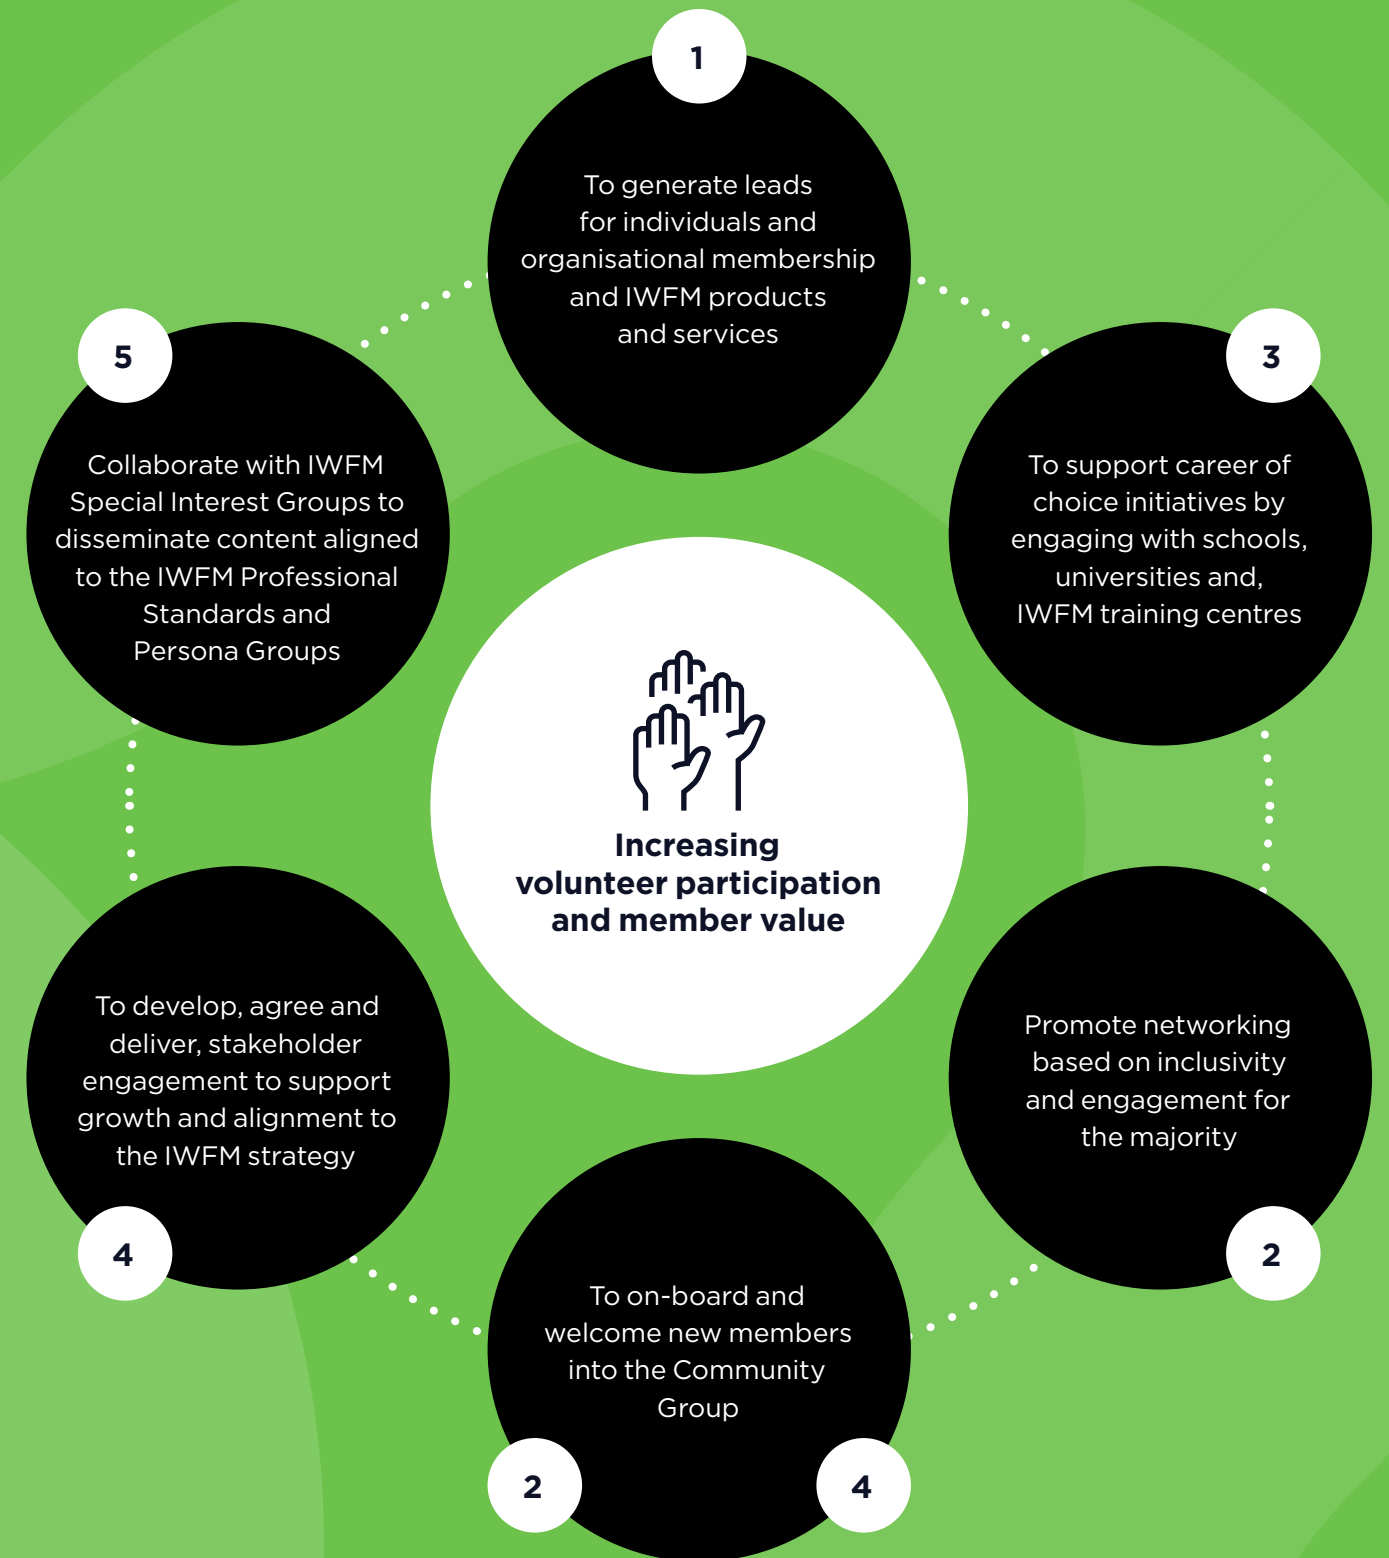 1
To generate leads
for individuals and
organisational membership
and IWFM products
and services
3
To support career of
choice initiatives by
engaging with schools,
universities and,
IWFM training centres
Promote networking
based on inclusivity
and engagement for
the majority
2
To on-board and
welcome new members
into the Community
Group
2
4
To develop, agree and
deliver, stakeholder
engagement to support
growth and alignment to
the IWFM strategy
4
5
Collaborate with IWFM
Special Interest Groups to
disseminate content aligned
to the IWFM Professional
Standards and
Persona Groups
Increasing
volunteer participation
and member value